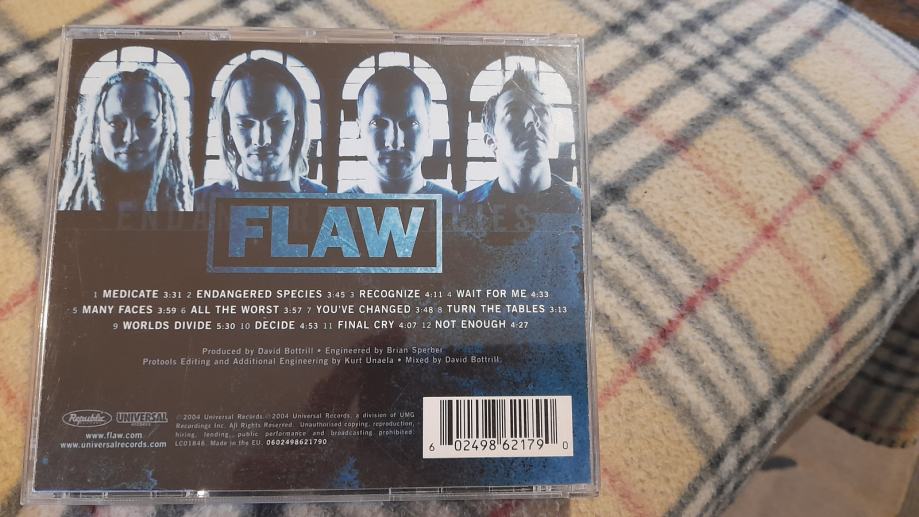 ENDANGERED SPECIES
FLAW
1 MEDICATE 3:31 2 ENDANGERED SPECIES 3:45 3 RECOGNIZE 4:11 4 WAIT FOR ME 4:33
5 MANY FACES 3:59 6 ALL THE WORST 3:57 7 YOU'VE CHANGED 3:48 8 TURN THE TABLES 3:13
9 WORLDS DIVIDE 5:30 10 DECIDE 4:53 11 FINAL CRY 4:07 12 NOT ENOUGH 4:27
Produced by David Bottrill • Engineered by Brian Sperber
Protools Editing and Additional Engineering by Kurt Unaela • Mixed by David Bottrill
Republic UNIVERSAL RECORDS
www.flaw.com
www.universalrecords.com
℗2004 Universal Records. ©2004 Universal Records, a division of UMG
Recordings Inc. All Rights Reserved. Unauthorised copying, reproduction,
hiring, lending, public performance and broadcasting prohibited.
LC01846. Made in the EU. 0602498621790
6 02498 62179 0